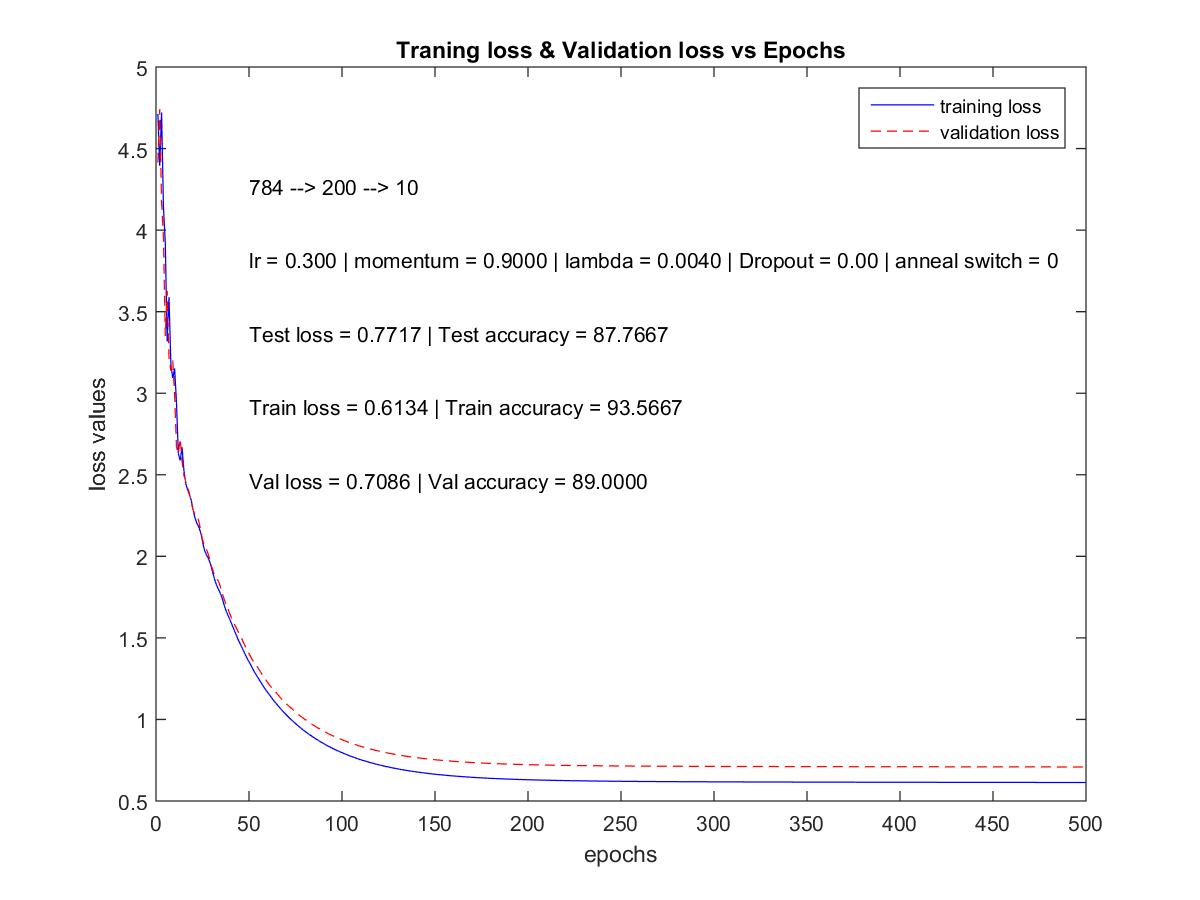 Traning loss & Validation loss vs Epochs
training loss
validation loss
784 --> 200 --> 10
lr = 0.300 | momentum = 0.9000 | lambda = 0.0040 | Dropout = 0.00 | anneal switch = 0
Test loss = 0.7717 | Test accuracy = 87.7667
Train loss = 0.6134 | Train accuracy = 93.5667
Val loss = 0.7086 | Val accuracy = 89.0000
loss values
5
4.5
4
3.5
3
2.5
2
1.5
1
0.5
0 50 100 150 200 250 300 350 400 450 500
epochs